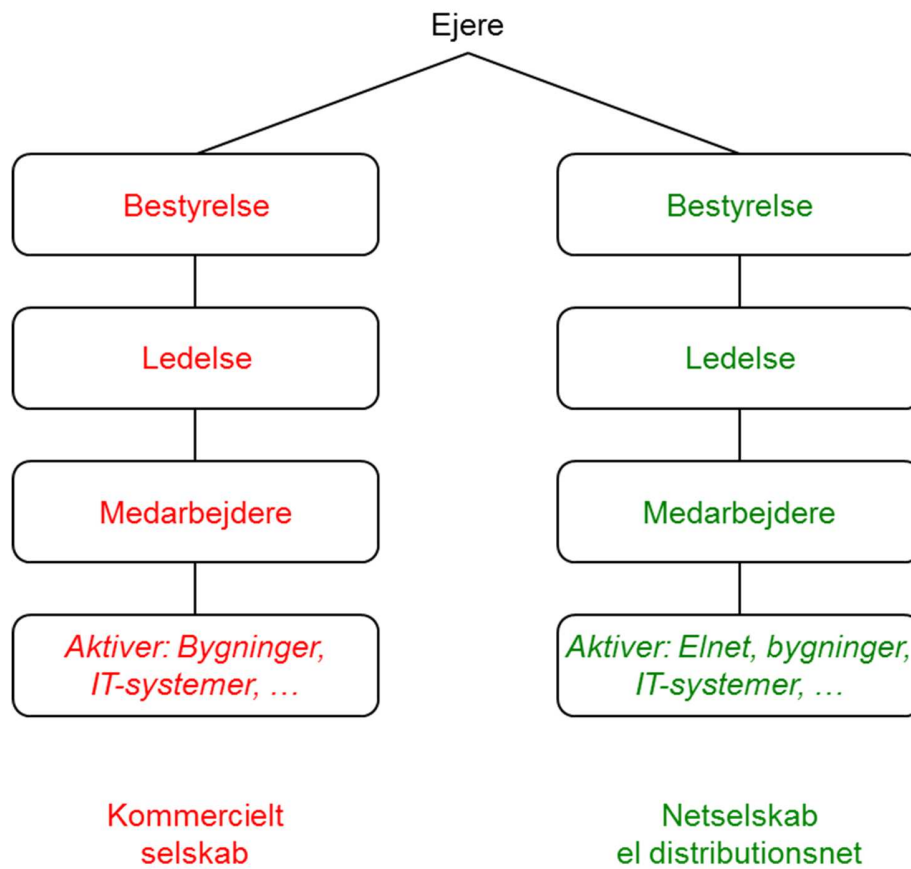 Ejere
Bestyrelse
Bestyrelse
Ledelse
Ledelse
Medarbejdere
Medarbejdere
Aktiver: Bygninger,
IT-systemer, …
Aktiver: Elnet, bygninger,
IT-systemer, …
Kommercielt
selskab
Netselskab
el distributionsnet